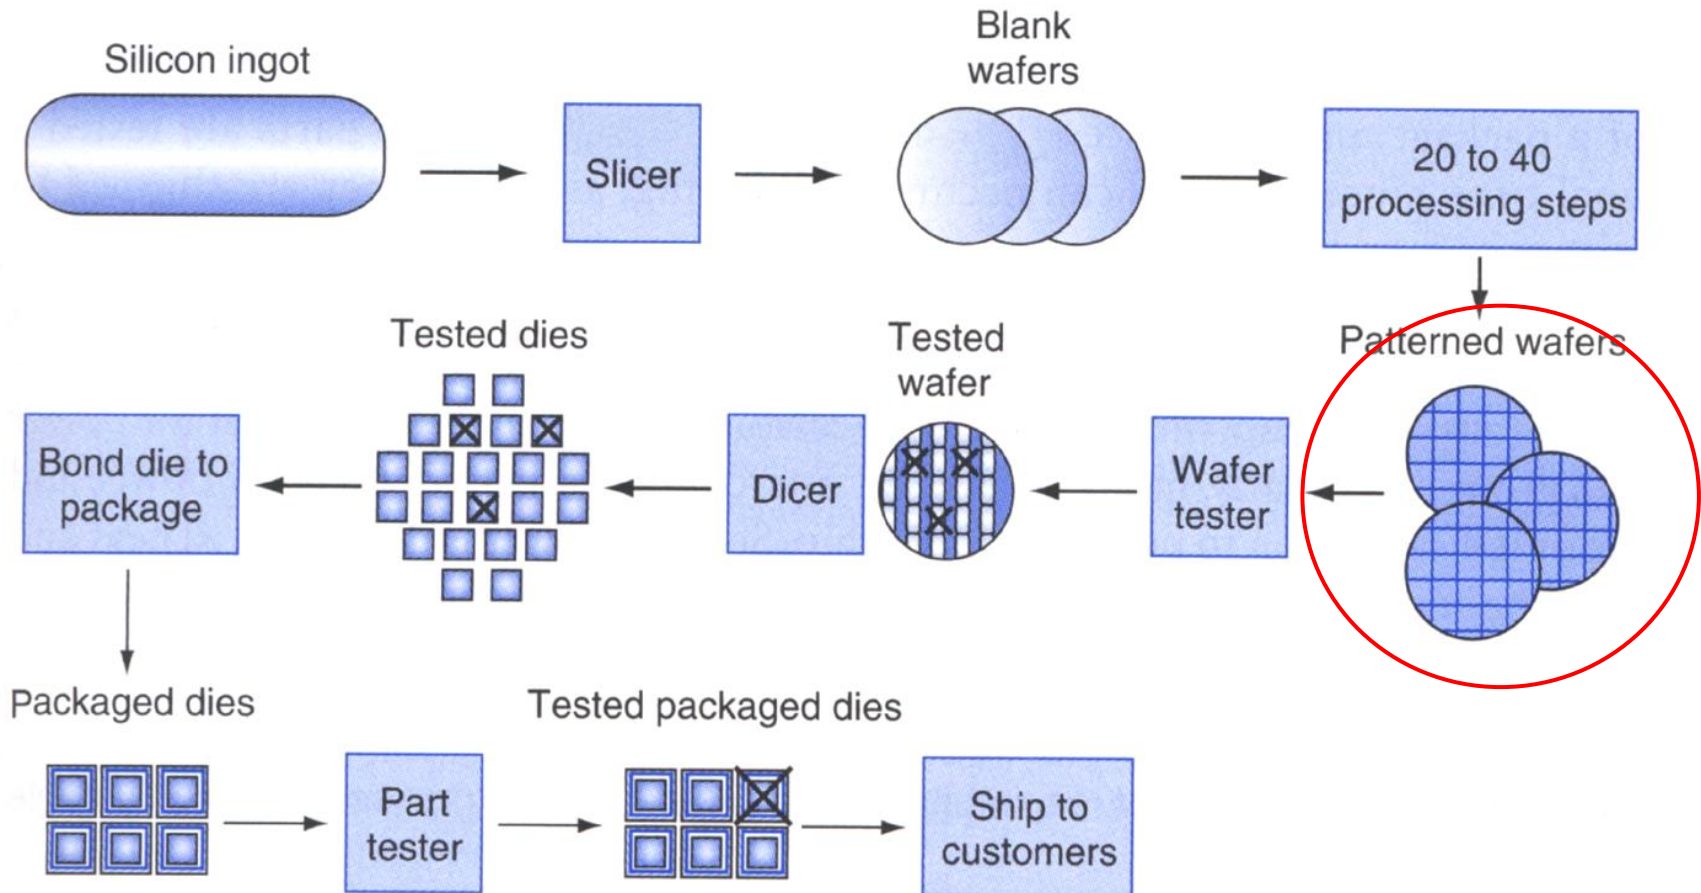 Silicon ingot
Slicer
Blank
wafers
20 to 40
processing steps
Tested dies
Tested
wafer
Patterned wafers
Bond die to
package
Dicer
Wafer
tester
Packaged dies
Tested packaged dies
Part
tester
Ship to
customers